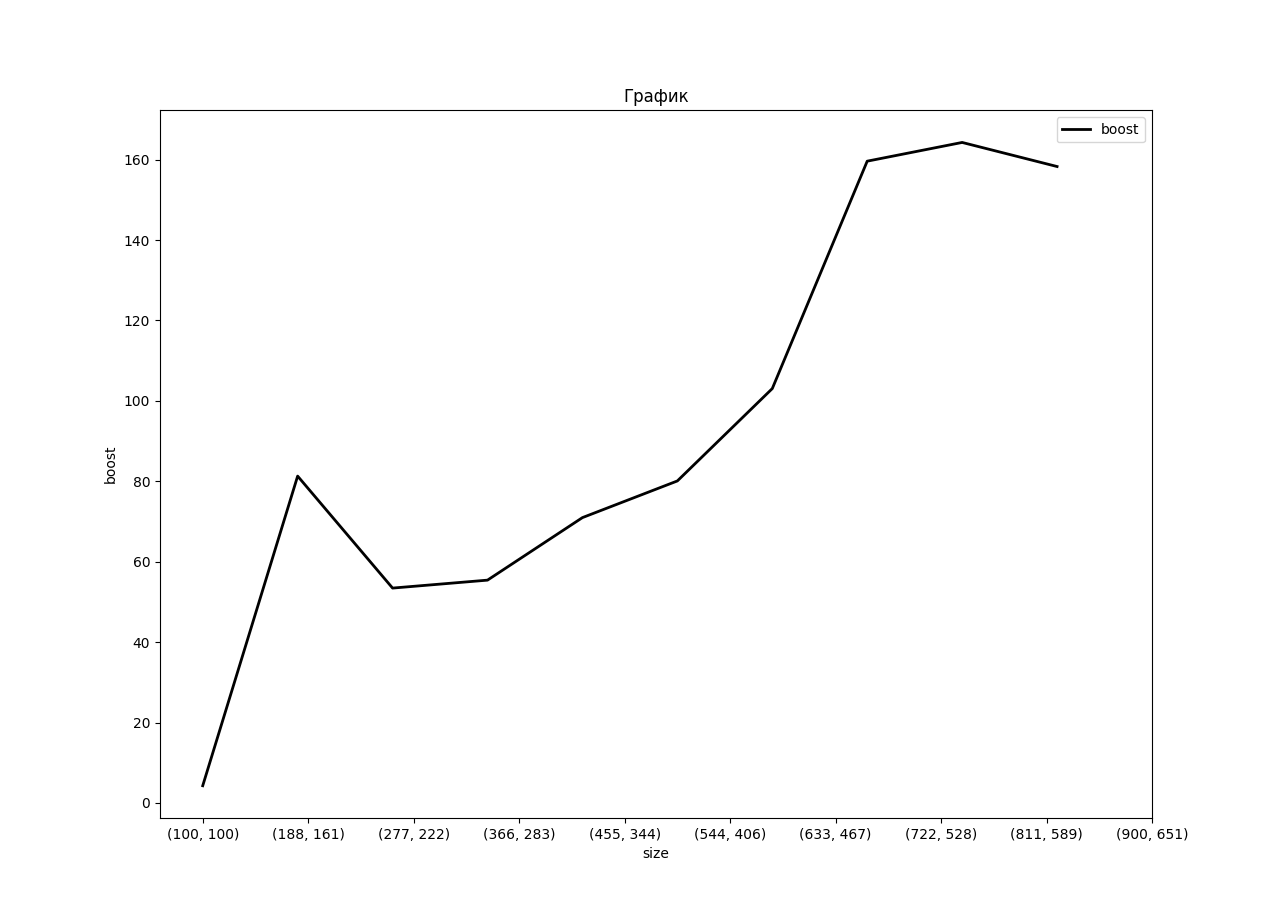 График
boost
160
140
120
100
80
60
40
20
0
boost
(100, 100) (188, 161) (277, 222) (366, 283) (455, 344) (544, 406) (633, 467) (722, 528) (811, 589) (900, 651)
size